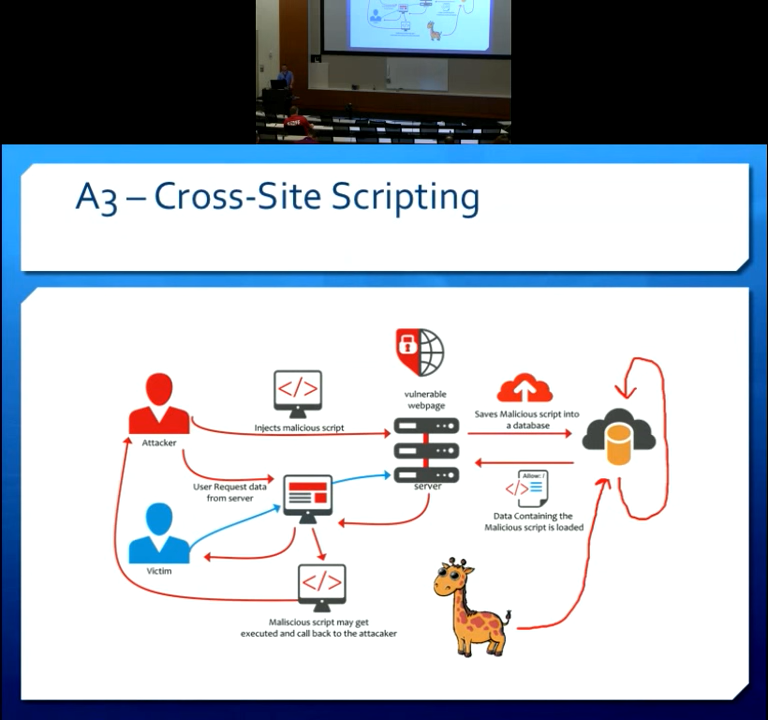 A3 – Cross-Site Scripting
vulnerable
webpage
</>
Injects malicious script
Saves Malicious script into
a database
Attacker
User Request data
from server
server
Allow: /
</>
Data Containing the
Malicious script is loaded
Victim
</>
Maliscious script may get
executed and call back to the attacaker